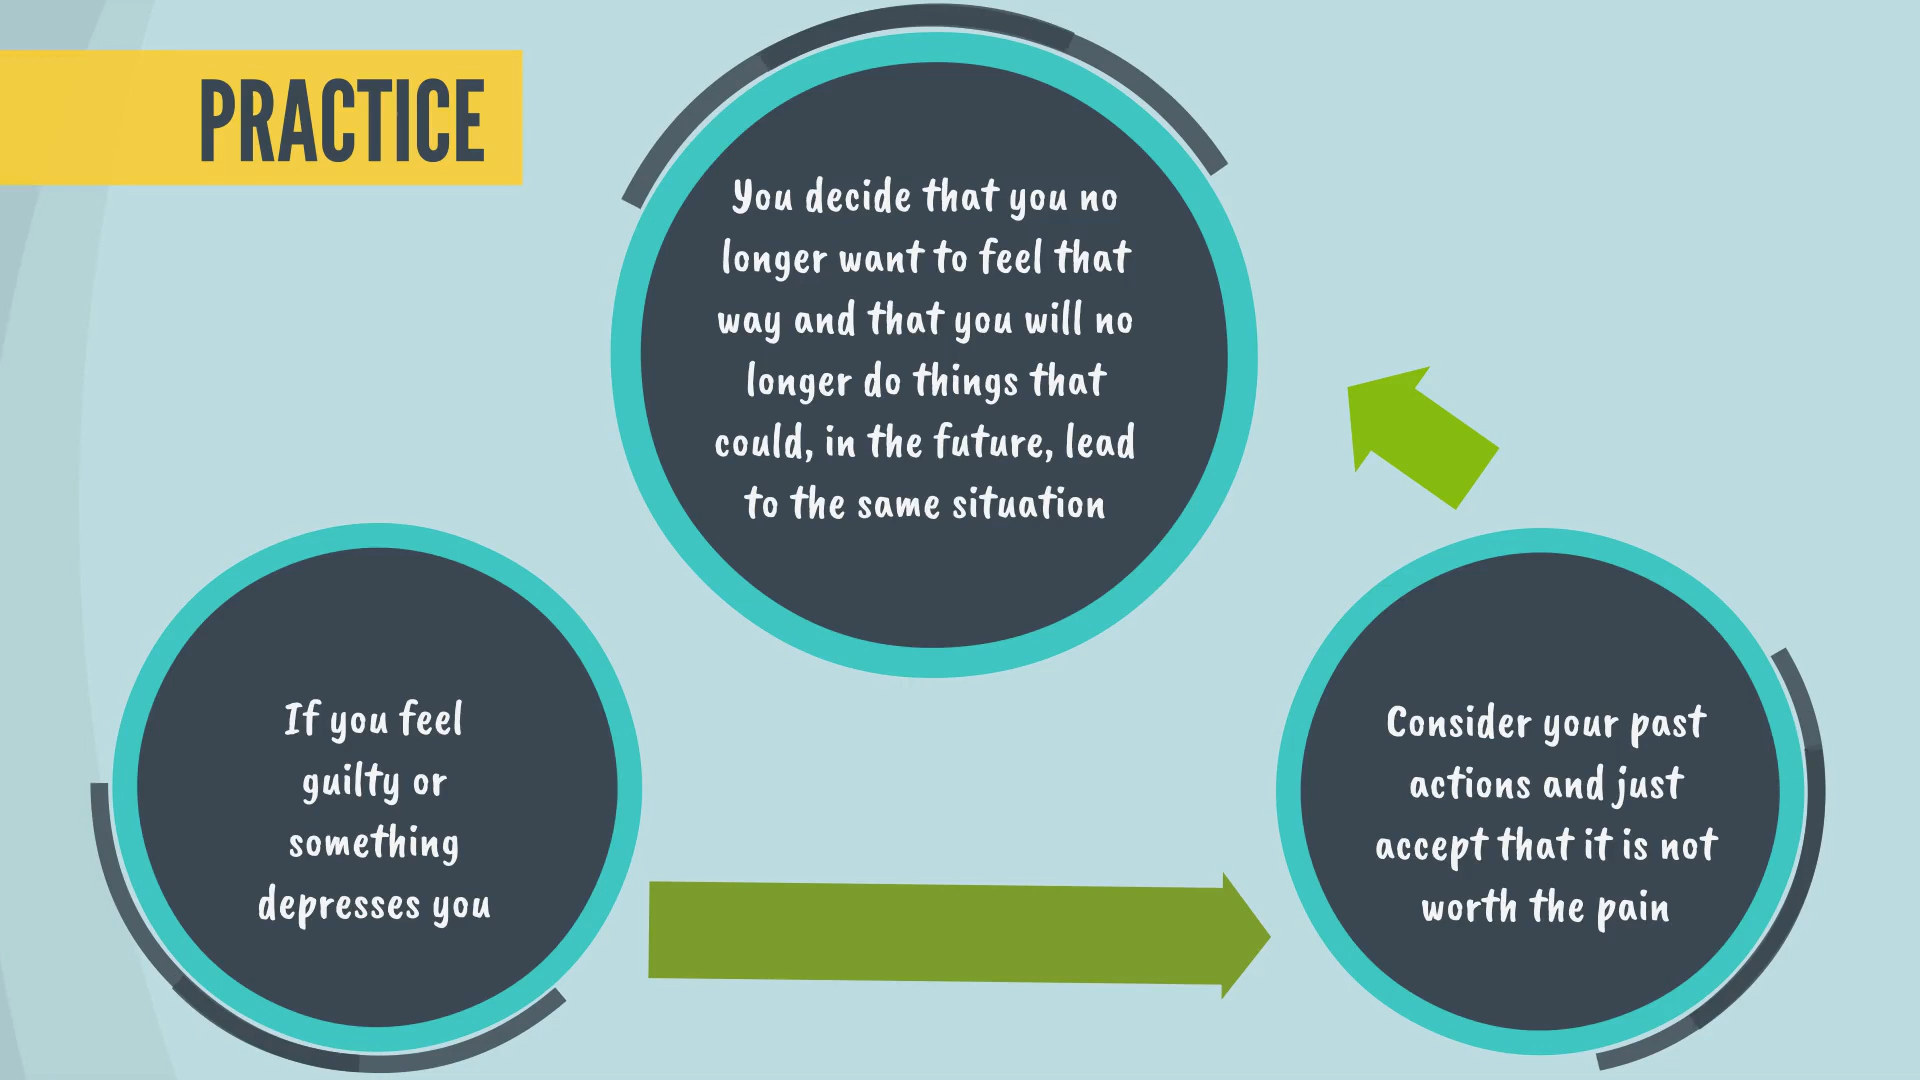 PRACTICE
You decide that you no
longer want to feel that
way and that you will no
longer do things that
could, in the future, lead
to the same situation
If you feel
guilty or
something
depresses you
Consider your past
actions and just
accept that it is not
worth the pain